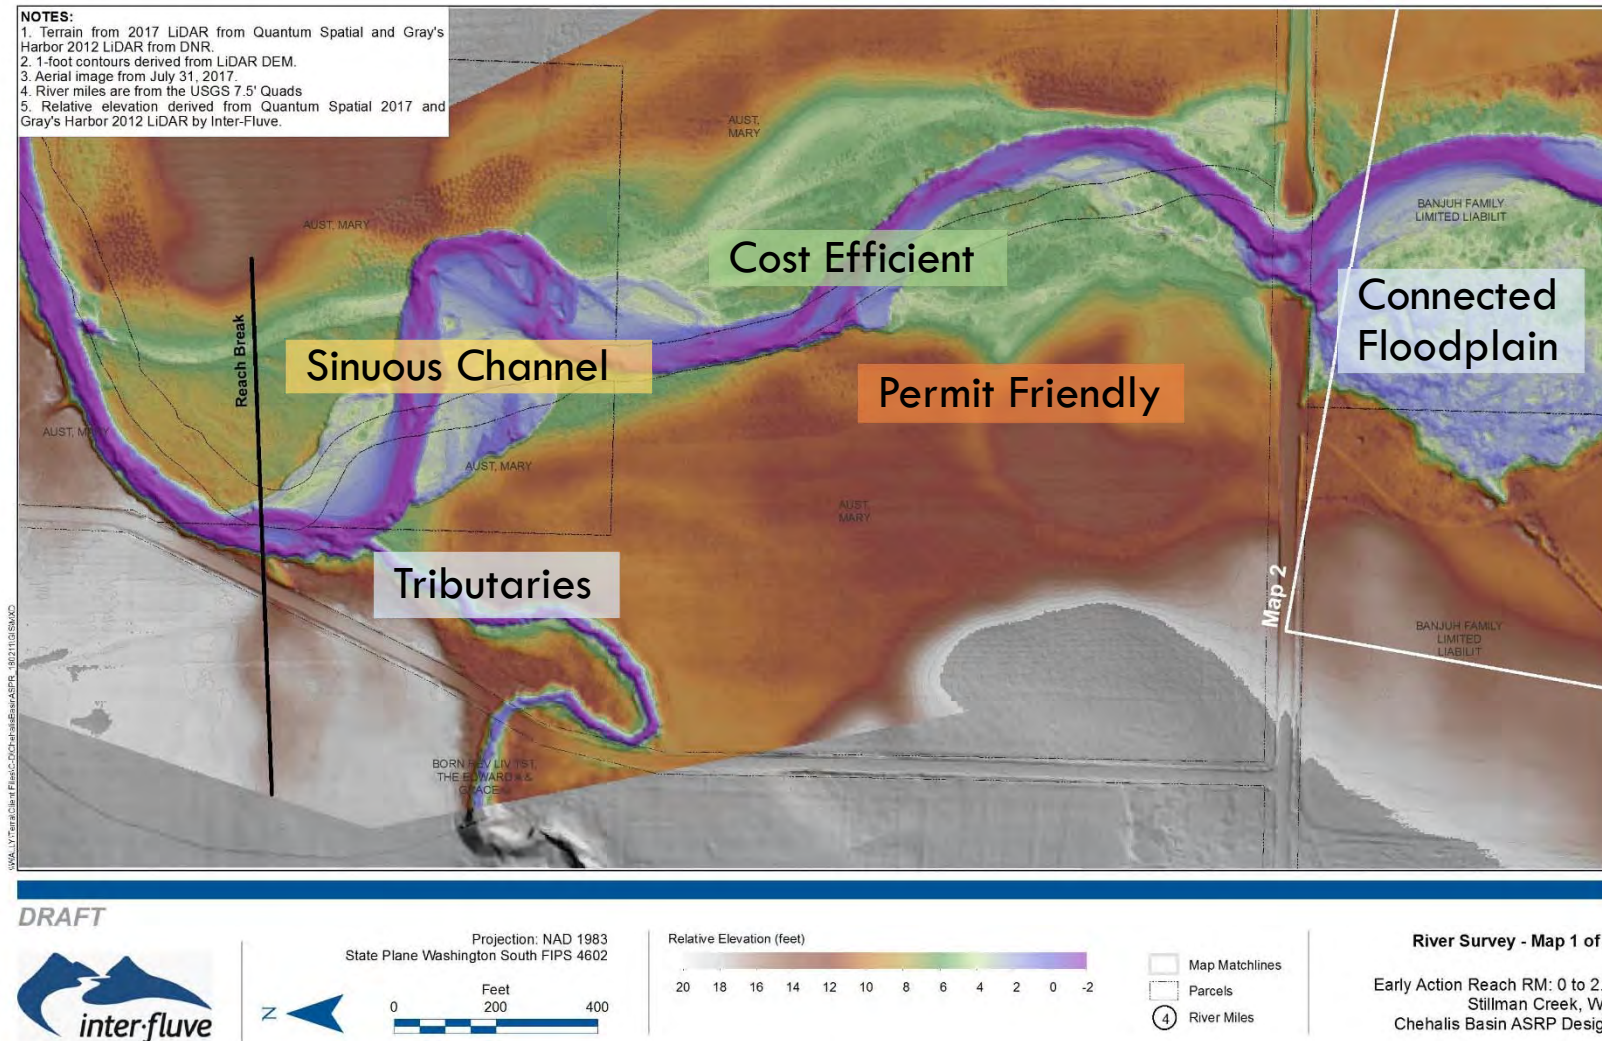 NOTES:
1. Terrain from 2017 LiDAR from Quantum Spatial and Gray's
Harbor 2012 LiDAR from DNR.
2. 1-foot contours derived from LiDAR DEM.
3. Aerial image from July 31, 2017.
4. River miles are from the USGS 7.5' Quads
5. Relative elevation derived from Quantum Spatial 2017 and
Gray's Harbor 2012 LiDAR by Inter-Fluve.
AUST,
MARY
AUST, MARY
BANJUH FAMILY
LIMITED LIABILIT
Cost Efficient
Connected
Floodplain
Reach Break
Sinuous Channel
Permit Friendly
AUST, MARY
AUST, MARY
AUST,
MARY
Tributaries
Map 2
BANJUH FAMILY
LIMITED
LIABILIT
BORN REV LIV TST,
THE EDWARD &
GRACE
DRAFT
inter-fluve
Projection: NAD 1983
State Plane Washington South FIPS 4602
N
Feet
0 200 400
Relative Elevation (feet)
20 18 16 14 12 10 8 6 4 2 0 -2
Map Matchlines
Parcels
4 River Miles
River Survey - Map 1 of
Early Action Reach RM: 0 to 2.
Stillman Creek, W
Chehalis Basin ASRP Desig